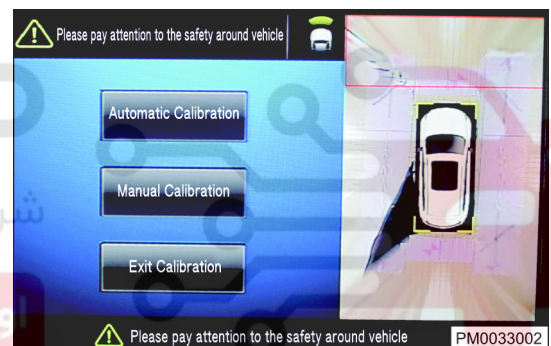 Please pay attention to the safety around vehicle
Automatic Calibration
Manual Calibration
Exit Calibration
Please pay attention to the safety around vehicle
PM0033002